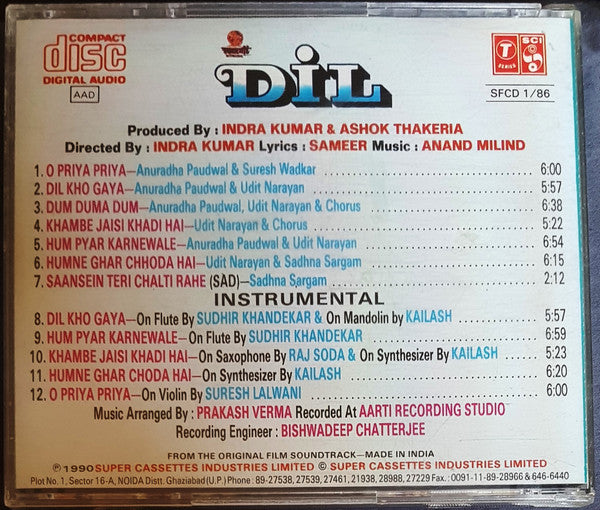 COMPACT
disc
DIGITAL AUDIO
AAD
DiL
T
SERIES
SCI
SFCD 1/86
Produced By : INDRA KUMAR & ASHOK THAKERIA
Directed By : INDRA KUMAR Lyrics : SAMEER Music : ANAND MILIND
1. O PRIYA PRIYA—Anuradha Paudwal & Suresh Wadkar 6:00
2. DIL KHO GAYA—Anuradha Paudwal & Udit Narayan 5:57
3. DUM DUMA DUM—Anuradha Paudwal, Udit Narayan & Chorus 6:38
4. KHAMBE JAISI KHADI HAI—Udit Narayan & Chorus 5:22
5. HUM PYAR KARNEWALE—Anuradha Paudwal & Udit Narayan 6:54
6. HUMNE GHAR CHHODA HAI—Udit Narayan & Sadhna Sargam 6:15
7. SAANSEIN TERI CHALTI RAHE (SAD)—Sadhna Sargam 2:12
INSTRUMENTAL
8. DIL KHO GAYA—On Flute By SUDHIR KHANDEKAR & On Mandolin by KAILASH 5:57
9. HUM PYAR KARNEWALE—On Flute By SUDHIR KHANDEKAR 6:59
10. KHAMBE JAISI KHADI HAI—On Saxophone By RAJ SODA & On Synthesizer By KAILASH 5:23
11. HUMNE GHAR CHODA HAI—On Synthesizer By KAILASH 6:20
12. O PRIYA PRIYA—On Violin By SURESH LALWANI 6:00
Music Arranged By : PRAKASH VERMA Recorded At AARTI RECORDING STUDIO
Recording Engineer : BISHWADEEP CHATTERJEE
FROM THE ORIGINAL FILM SOUNDTRACK—MADE IN INDIA
℗ 1990 SUPER CASSETTES INDUSTRIES LIMITED © SUPER CASSETTES INDUSTRIES LIMITED
Plot No. 1, Sector 16-A, NOIDA Distt. Ghaziabad (U.P.) Phone : 89-27538, 27539, 27461, 21938, 28988, 29229 Fax.: 0091-11-89-28966 & 646-6440